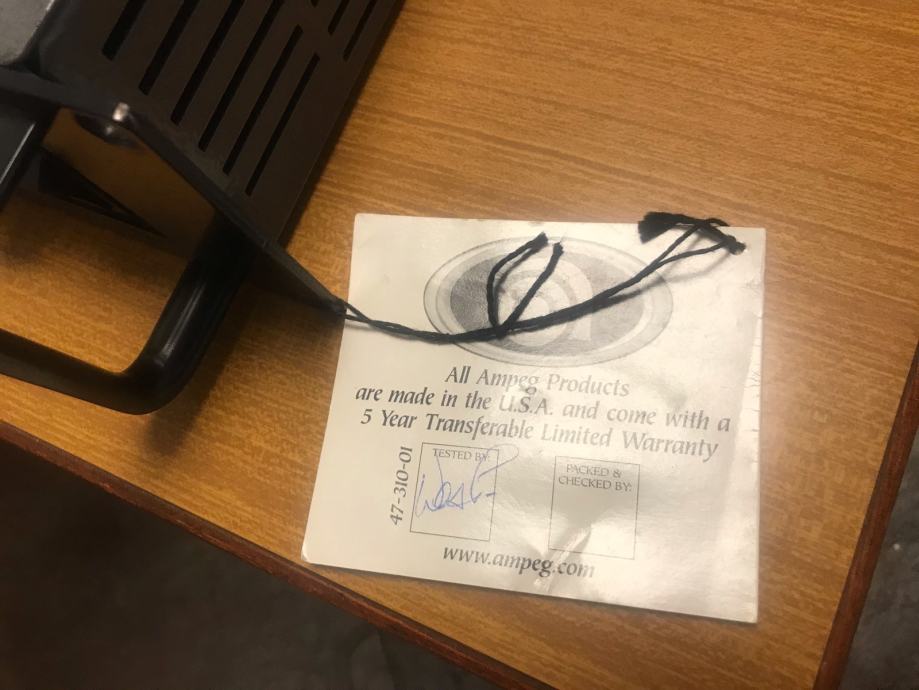 All Ampeg Products
are made in the U.S.A. and come with a
5 Year Transferable Limited Warranty
47-310-01
TESTED BY:
PACKED &
CHECKED BY:
www.ampeg.com